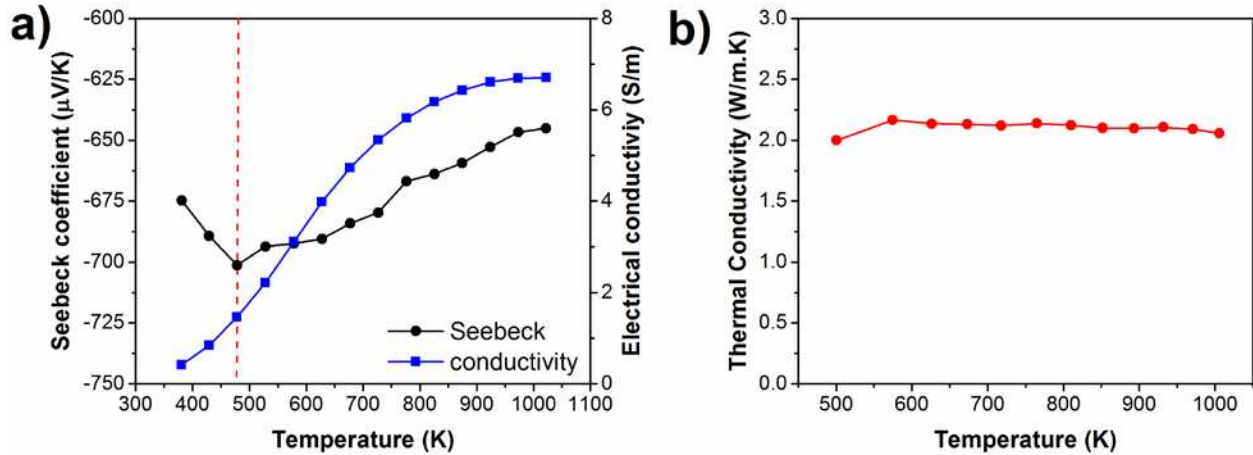 a)
Seebeck coefficient (μV/K)
-600
-625
-650
-675
-700
-725
-750
300 400 500 600 700 800 900 1000 1100
Temperature (K)
8
6
4
2
0
Electrical conductiviy (S/m)
Seebeck
conductivity
b)
Thermal Conductivity (W/m.K)
3.0
2.5
2.0
1.5
1.0
0.5
0.0
500 600 700 800 900 1000
Temperature (K)